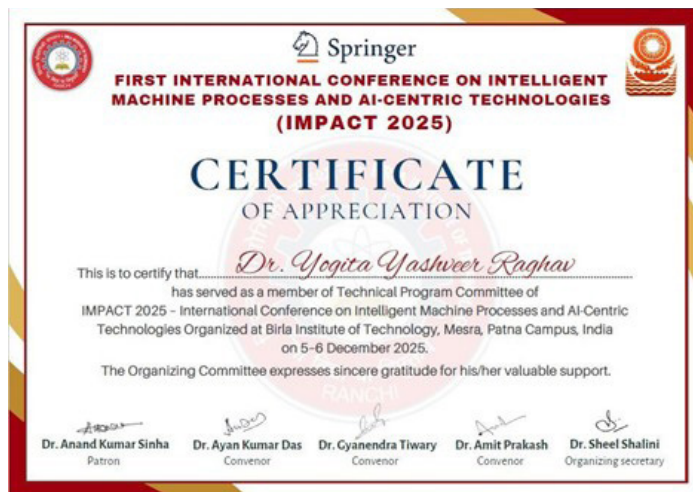 Springer
FIRST INTERNATIONAL CONFERENCE ON INTELLIGENT
MACHINE PROCESSES AND AI-CENTRIC TECHNOLOGIES
(IMPACT 2025)
CERTIFICATE
OF APPRECIATION
This is to certify that Dr. Yogita Yashveer Raghav
has served as a member of Technical Program Committee of
IMPACT 2025 – International Conference on Intelligent Machine Processes and AI-Centric
Technologies Organized at Birla Institute of Technology, Mesra, Patna Campus, India
on 5–6 December 2025.
The Organizing Committee expresses sincere gratitude for his/her valuable support.
RANCHI
Dr. Anand Kumar Sinha Dr. Ayan Kumar Das Dr. Gyanendra Tiwary Dr. Amit Prakash Dr. Sheel Shalini
Patron Convenor Convenor Convenor Organizing secretary